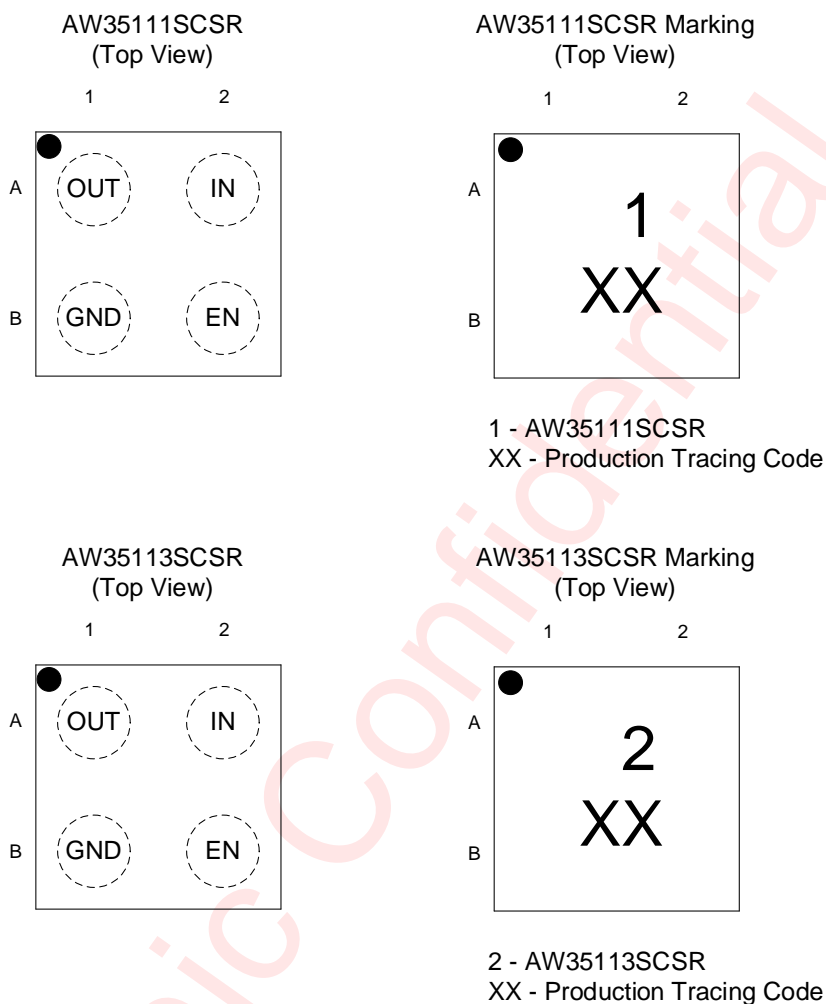 AW35111SCSR
(Top View)
1 2
A OUT IN
B GND EN
AW35111SCSR Marking
(Top View)
1 2
A 1
XX
B
1 - AW35111SCSR
XX - Production Tracing Code
AW35113SCSR
(Top View)
1 2
A OUT IN
B GND EN
AW35113SCSR Marking
(Top View)
1 2
A 2
XX
B
2 - AW35113SCSR
XX - Production Tracing Code
ic Confidential